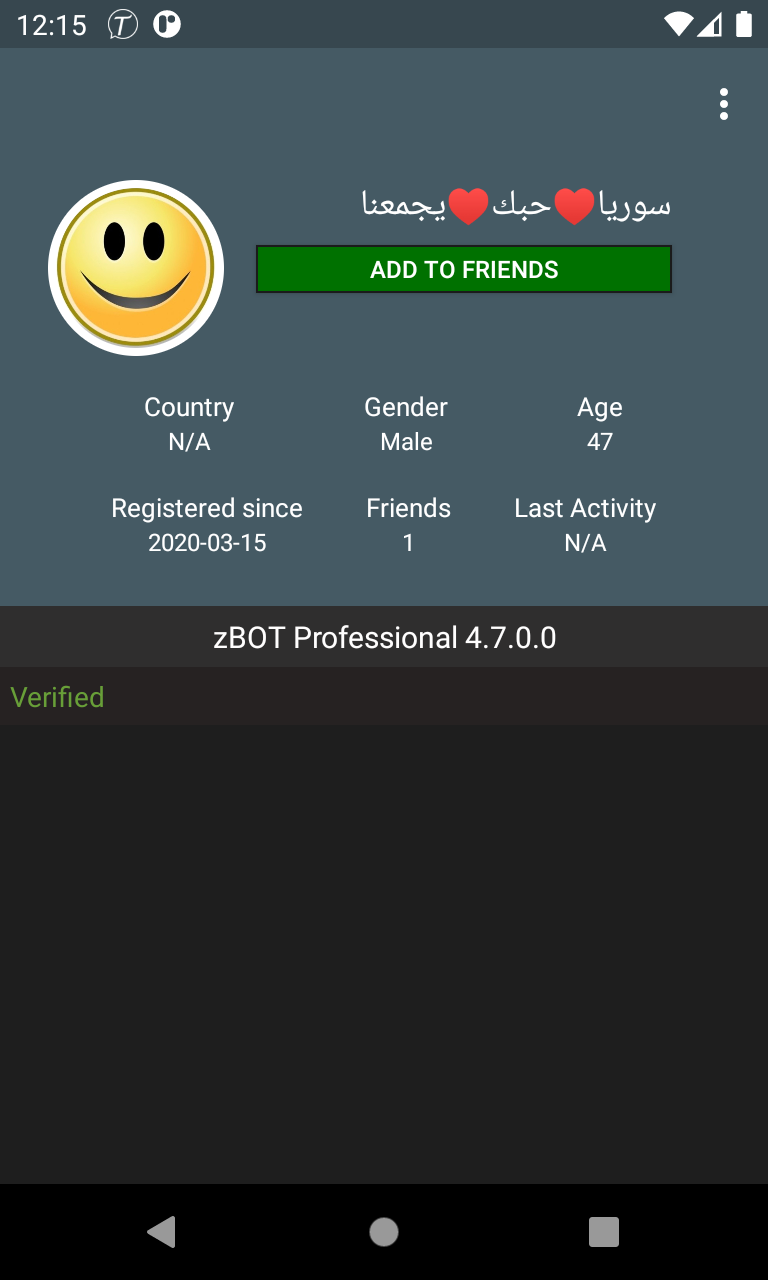 12:15
سوريا❤️حبك❤️يجمعنا
ADD TO FRIENDS
Country Gender Age
N/A Male 47
Registered since Friends Last Activity
2020-03-15 1 N/A
zBOT Professional 4.7.0.0
Verified